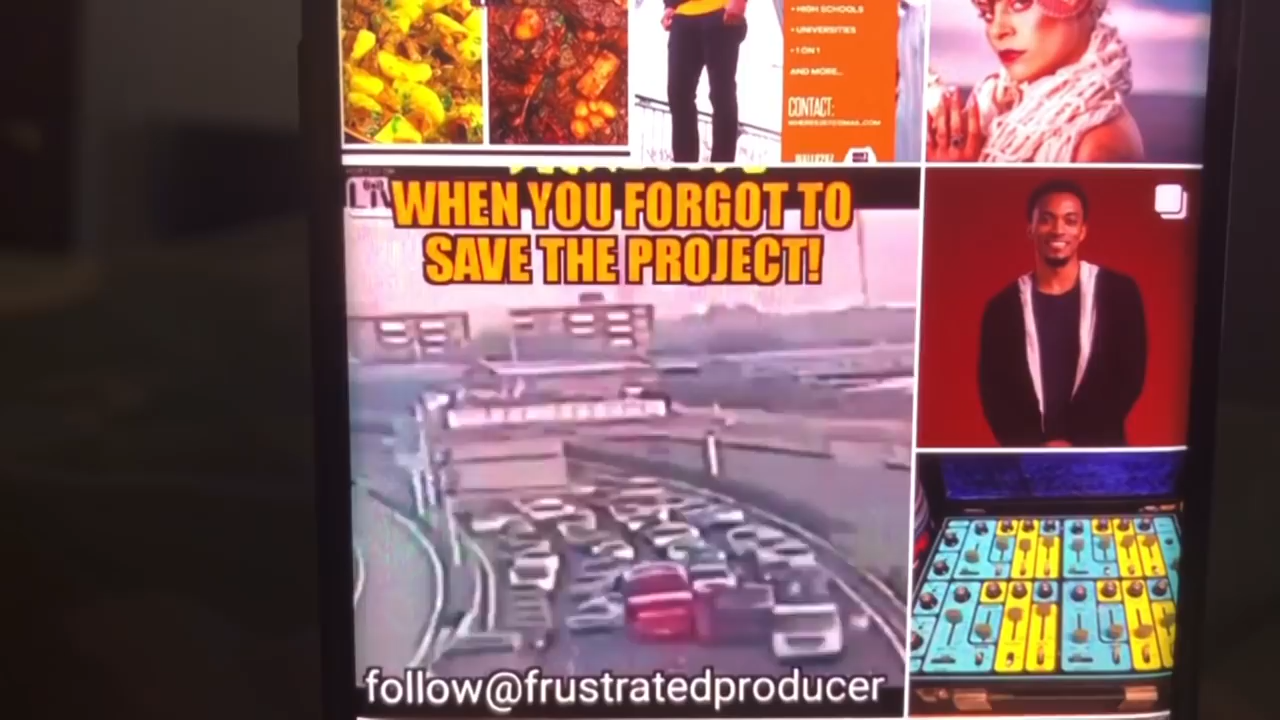 • HIGH SCHOOLS
• UNIVERSITIES
• 1 ON 1
AND MORE...
CONTACT:
WHEN YOU FORGOT TO
SAVE THE PROJECT!
follow@frustratedproducer